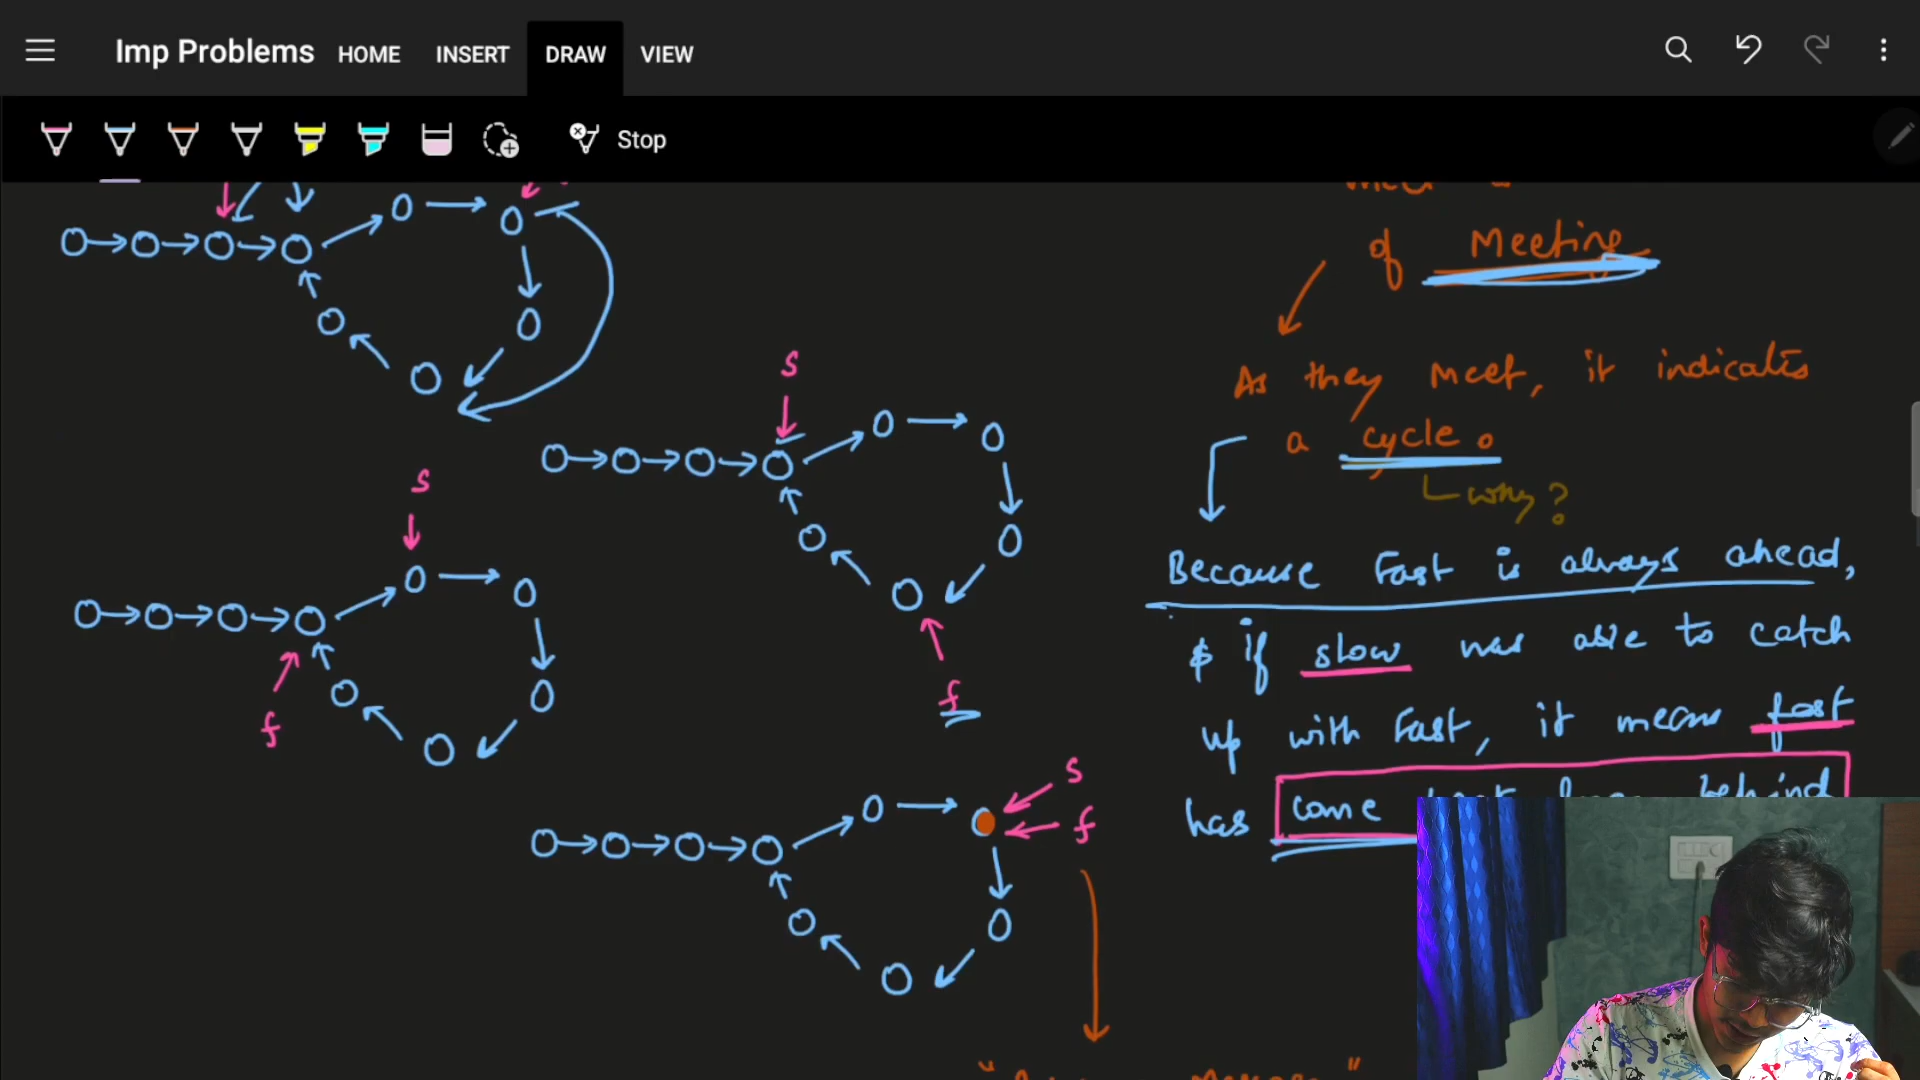 Imp Problems HOME INSERT DRAW VIEW
Stop
of Meeting
As they meet, it indicates
a cycle.
why?
Because Fast is always ahead,
& if slow was able to catch
up with Fast, it means fast
has come behind
s
f
s
f
s
f